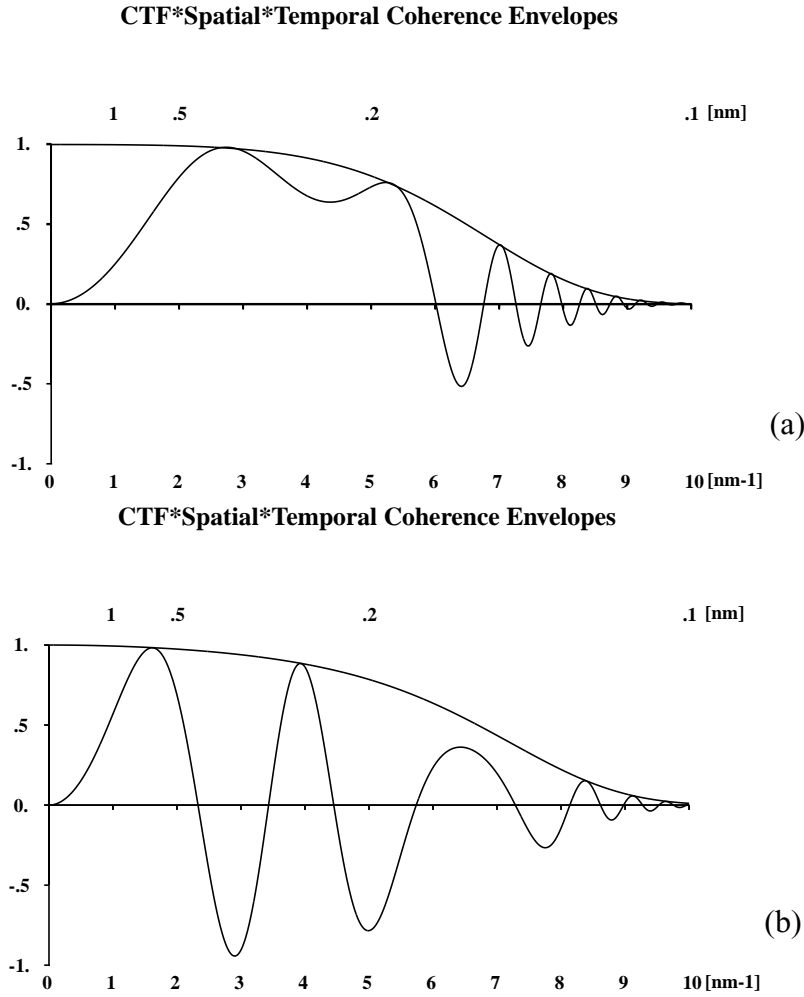 CTF*Spatial*Temporal Coherence Envelopes
1 .5 .2 .1 [nm]
1.
.5
0.
-.5
(a)
-1.
0 1 2 3 4 5 6 7 8 9 10 [nm-1]
CTF*Spatial*Temporal Coherence Envelopes
1 .5 .2 .1 [nm]
1.
.5
0.
-.5
(b)
-1.
0 1 2 3 4 5 6 7 8 9 10 [nm-1]